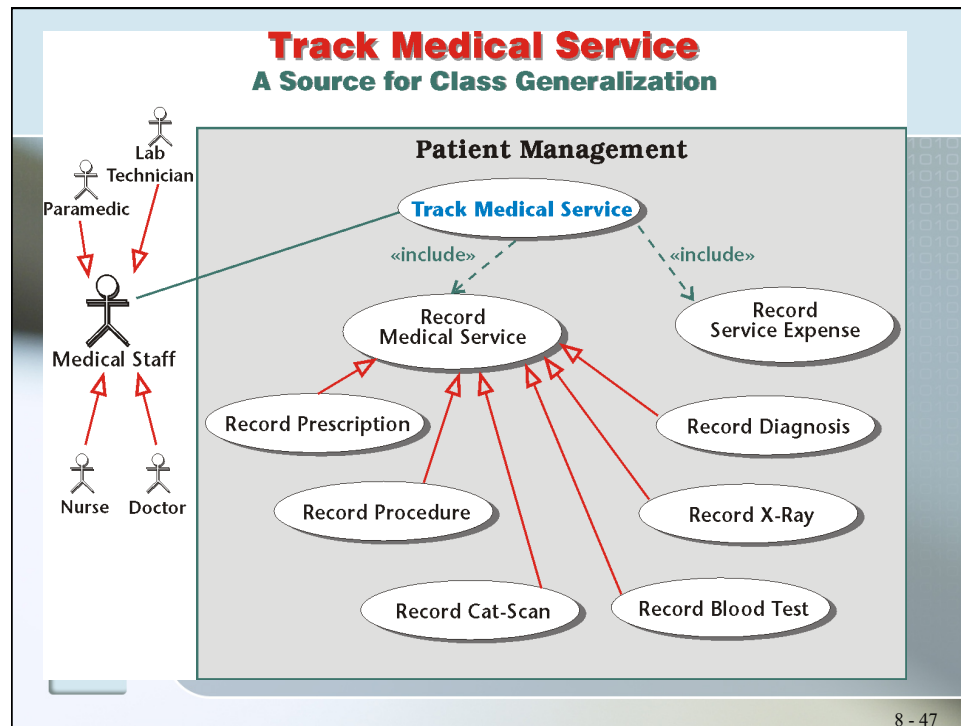 Track Medical Service
A Source for Class Generalization
Lab
Technician
Paramedic
Medical Staff
Nurse
Doctor
Patient Management
Track Medical Service
«include»
«include»
Record
Medical Service
Record
Service Expense
Record Prescription
Record Diagnosis
Record Procedure
Record X-Ray
Record Cat-Scan
Record Blood Test
8 - 47